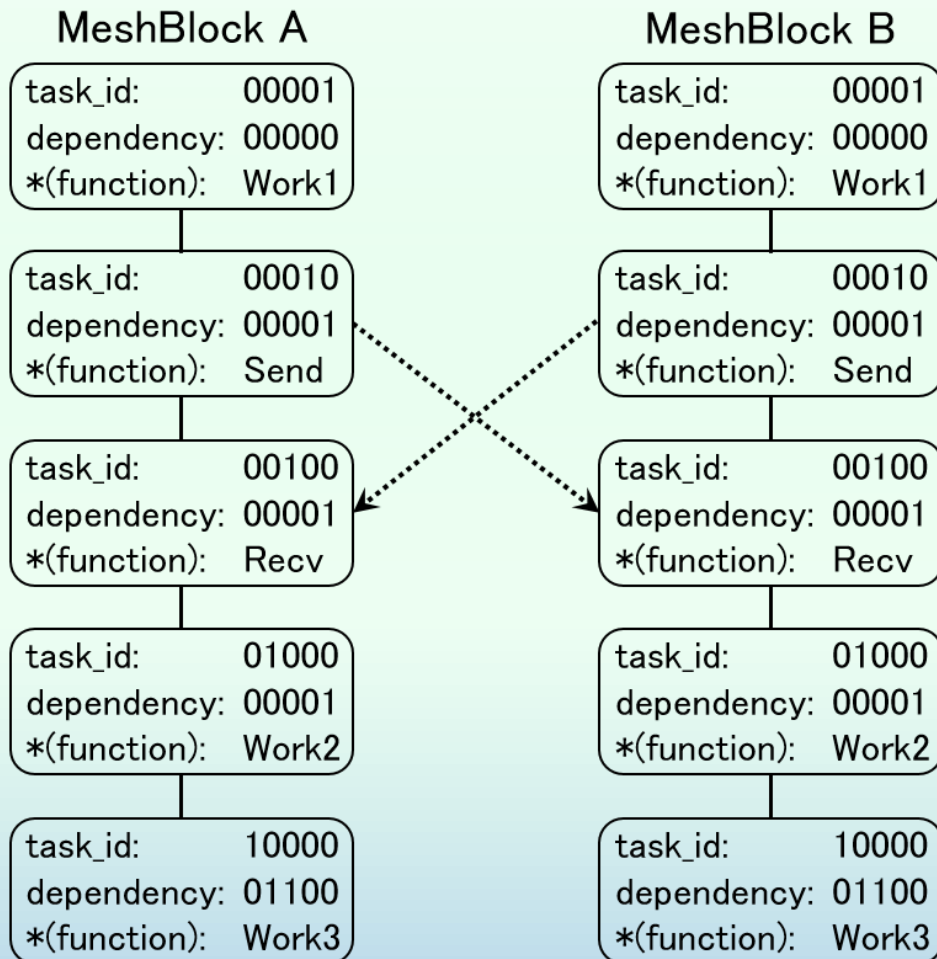 MeshBlock A
task_id: 00001
dependency: 00000
*(function): Work1
task_id: 00010
dependency: 00001
*(function): Send
task_id: 00100
dependency: 00001
*(function): Recv
task_id: 01000
dependency: 00001
*(function): Work2
task_id: 10000
dependency: 01100
*(function): Work3
MeshBlock B
task_id: 00001
dependency: 00000
*(function): Work1
task_id: 00010
dependency: 00001
*(function): Send
task_id: 00100
dependency: 00001
*(function): Recv
task_id: 01000
dependency: 00001
*(function): Work2
task_id: 10000
dependency: 01100
*(function): Work3